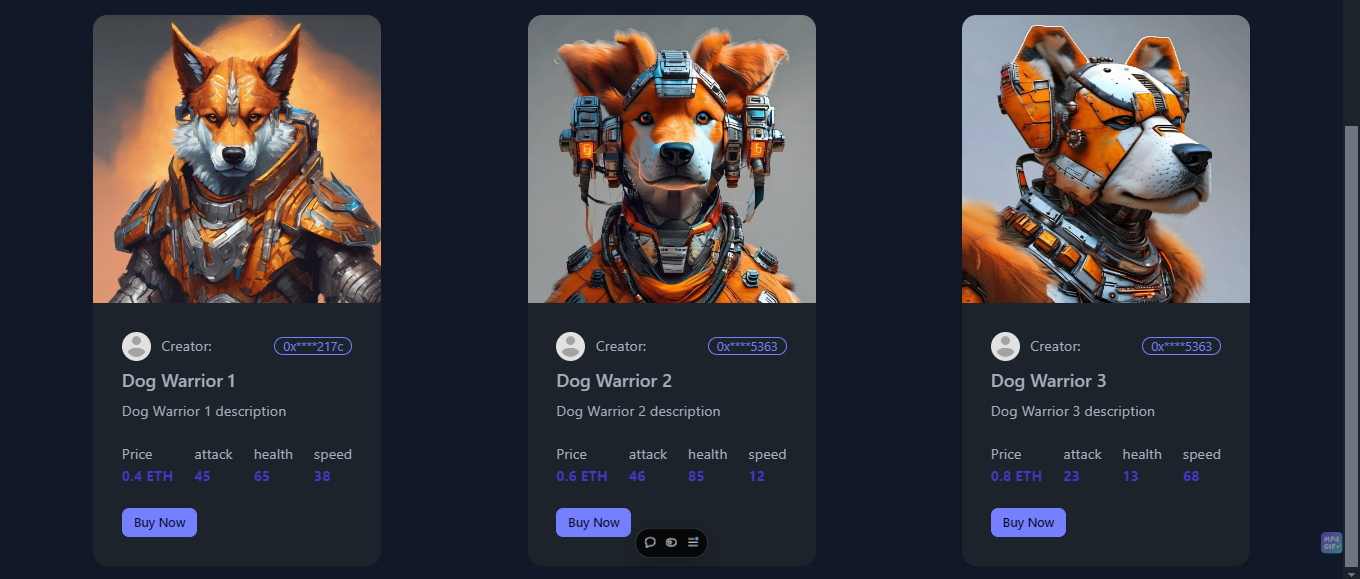 Creator: 0x****217c
Dog Warrior 1
Dog Warrior 1 description
Price attack health speed
0.4 ETH 45 65 38
Buy Now
Creator: 0x****5363
Dog Warrior 2
Dog Warrior 2 description
Price attack health speed
0.6 ETH 46 85 12
Buy Now
Creator: 0x****5363
Dog Warrior 3
Dog Warrior 3 description
Price attack health speed
0.8 ETH 23 13 68
Buy Now
MP4
GIF